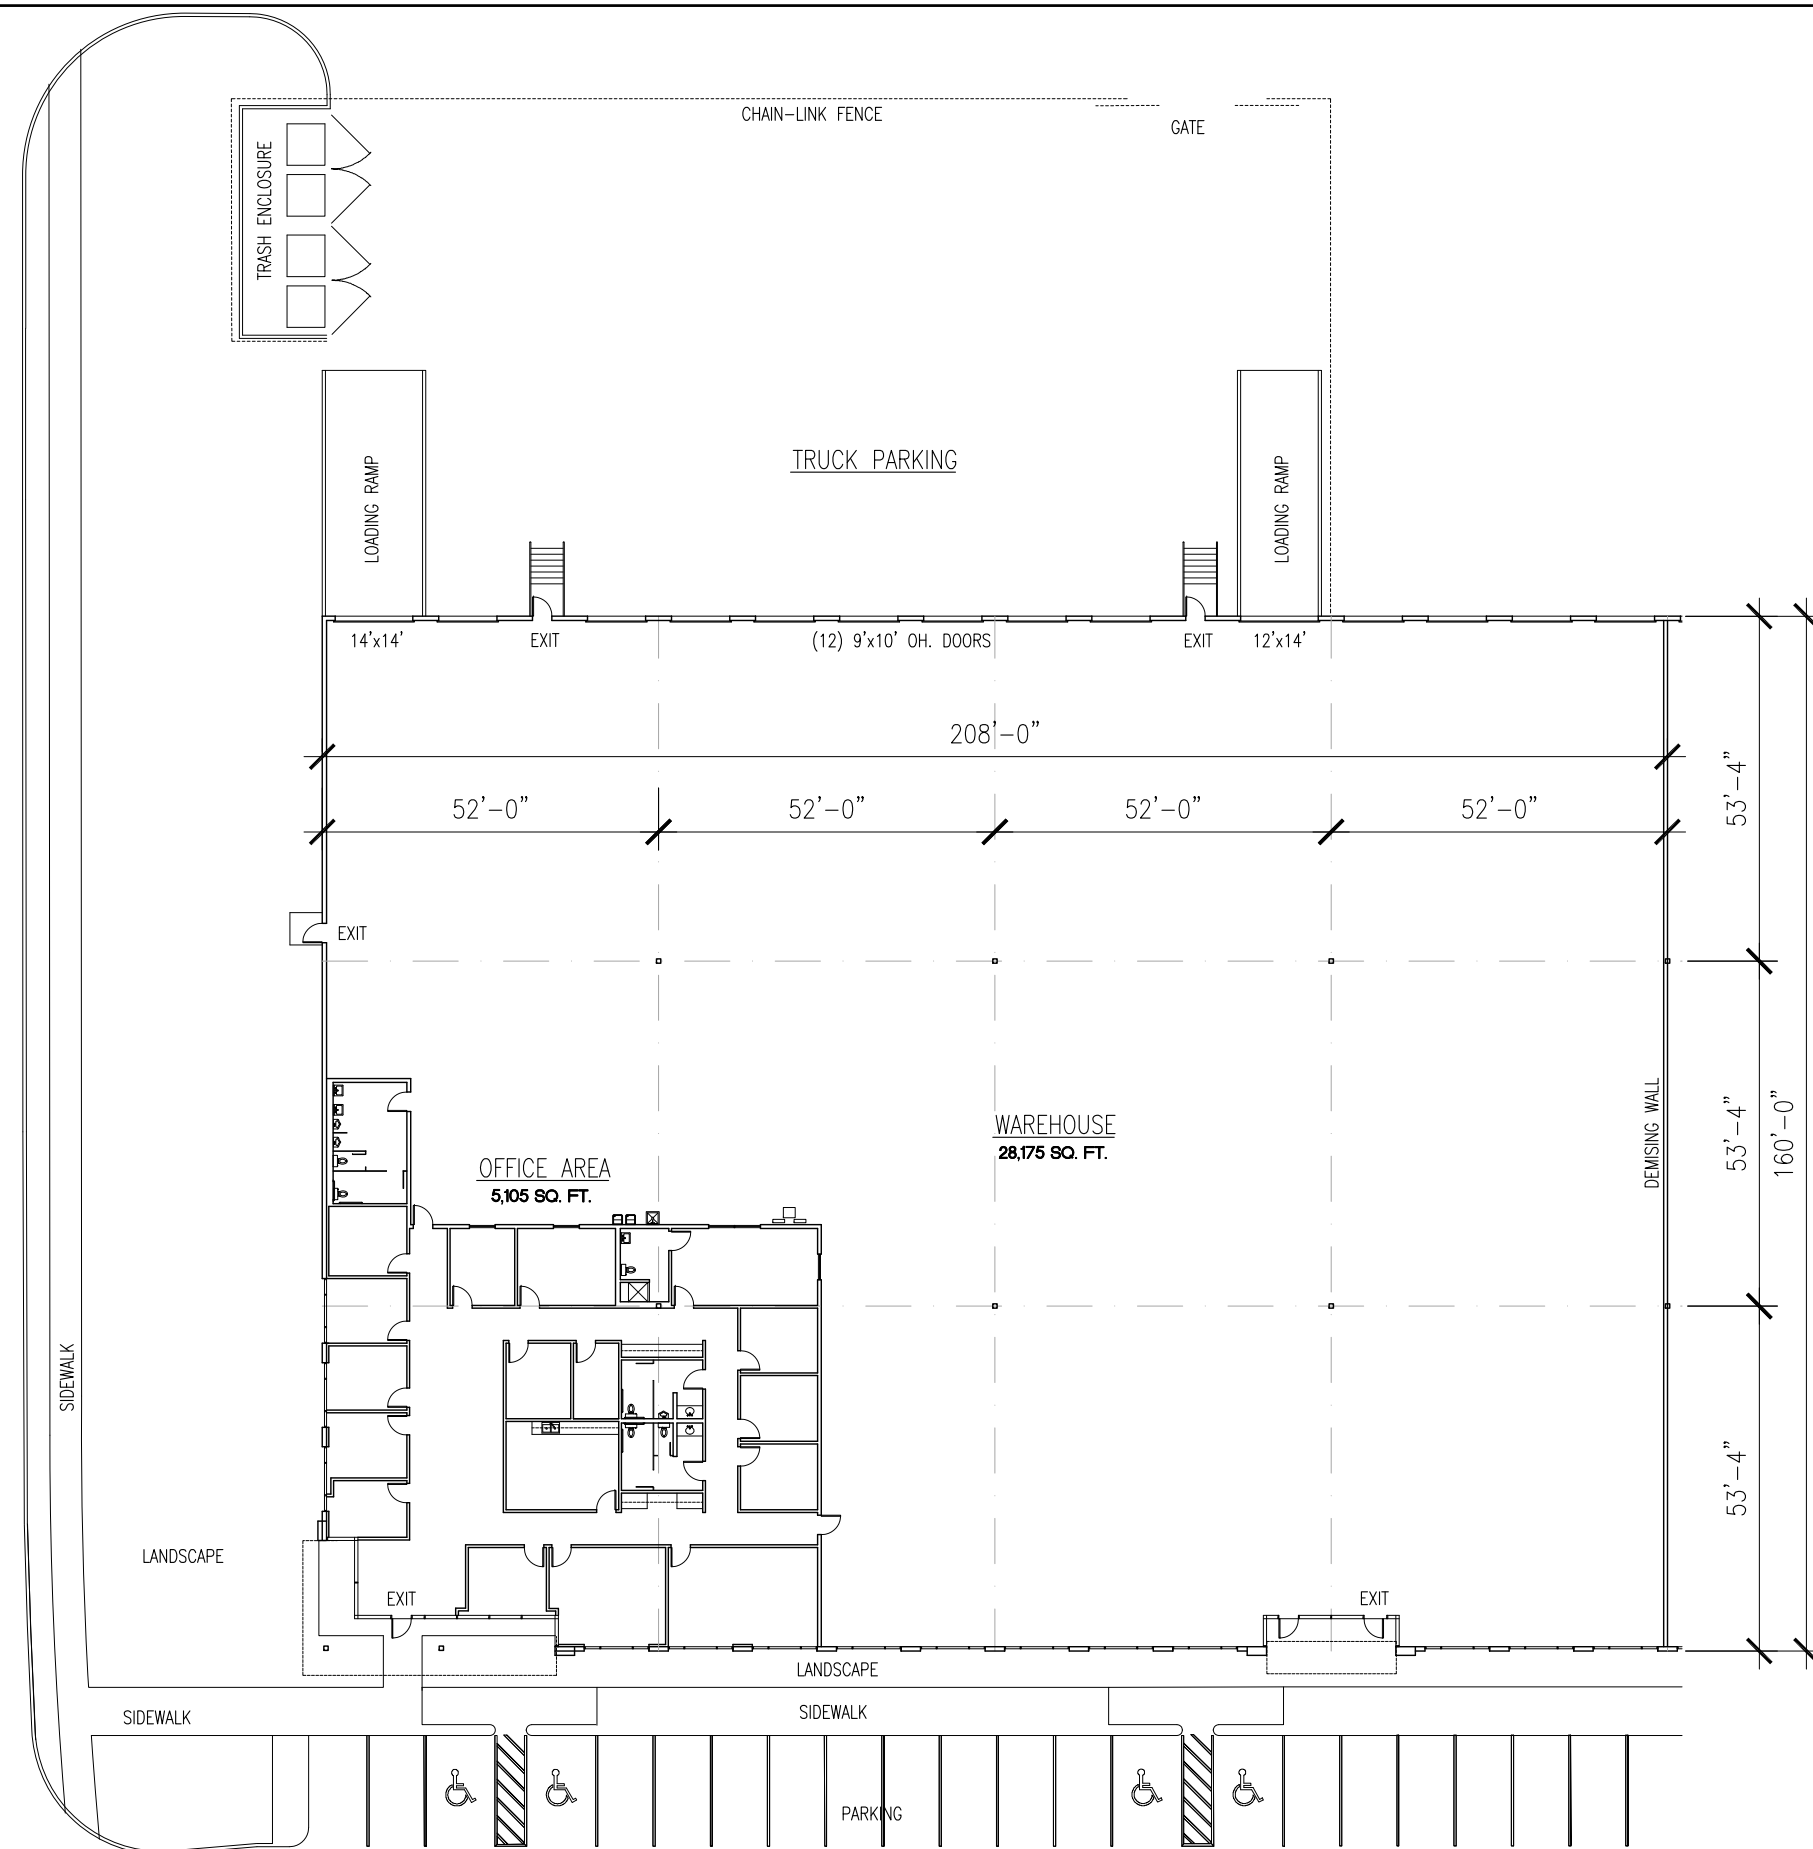 CHAIN-LINK FENCE
GATE
TRASH ENCLOSURE
TRUCK PARKING
LOADING RAMP
LOADING RAMP
14'x14'
EXIT
(12) 9'x10' OH. DOORS
EXIT
12'x14'
208'-0"
52'-0"
52'-0"
52'-0"
52'-0"
53'-4"
EXIT
WAREHOUSE
28,175 SQ. FT.
OFFICE AREA
5,105 SQ. FT.
DEMISING WALL
53'-4"
160'-0"
SIDEWALK
53'-4"
LANDSCAPE
EXIT
EXIT
LANDSCAPE
SIDEWALK
SIDEWALK
PARKING